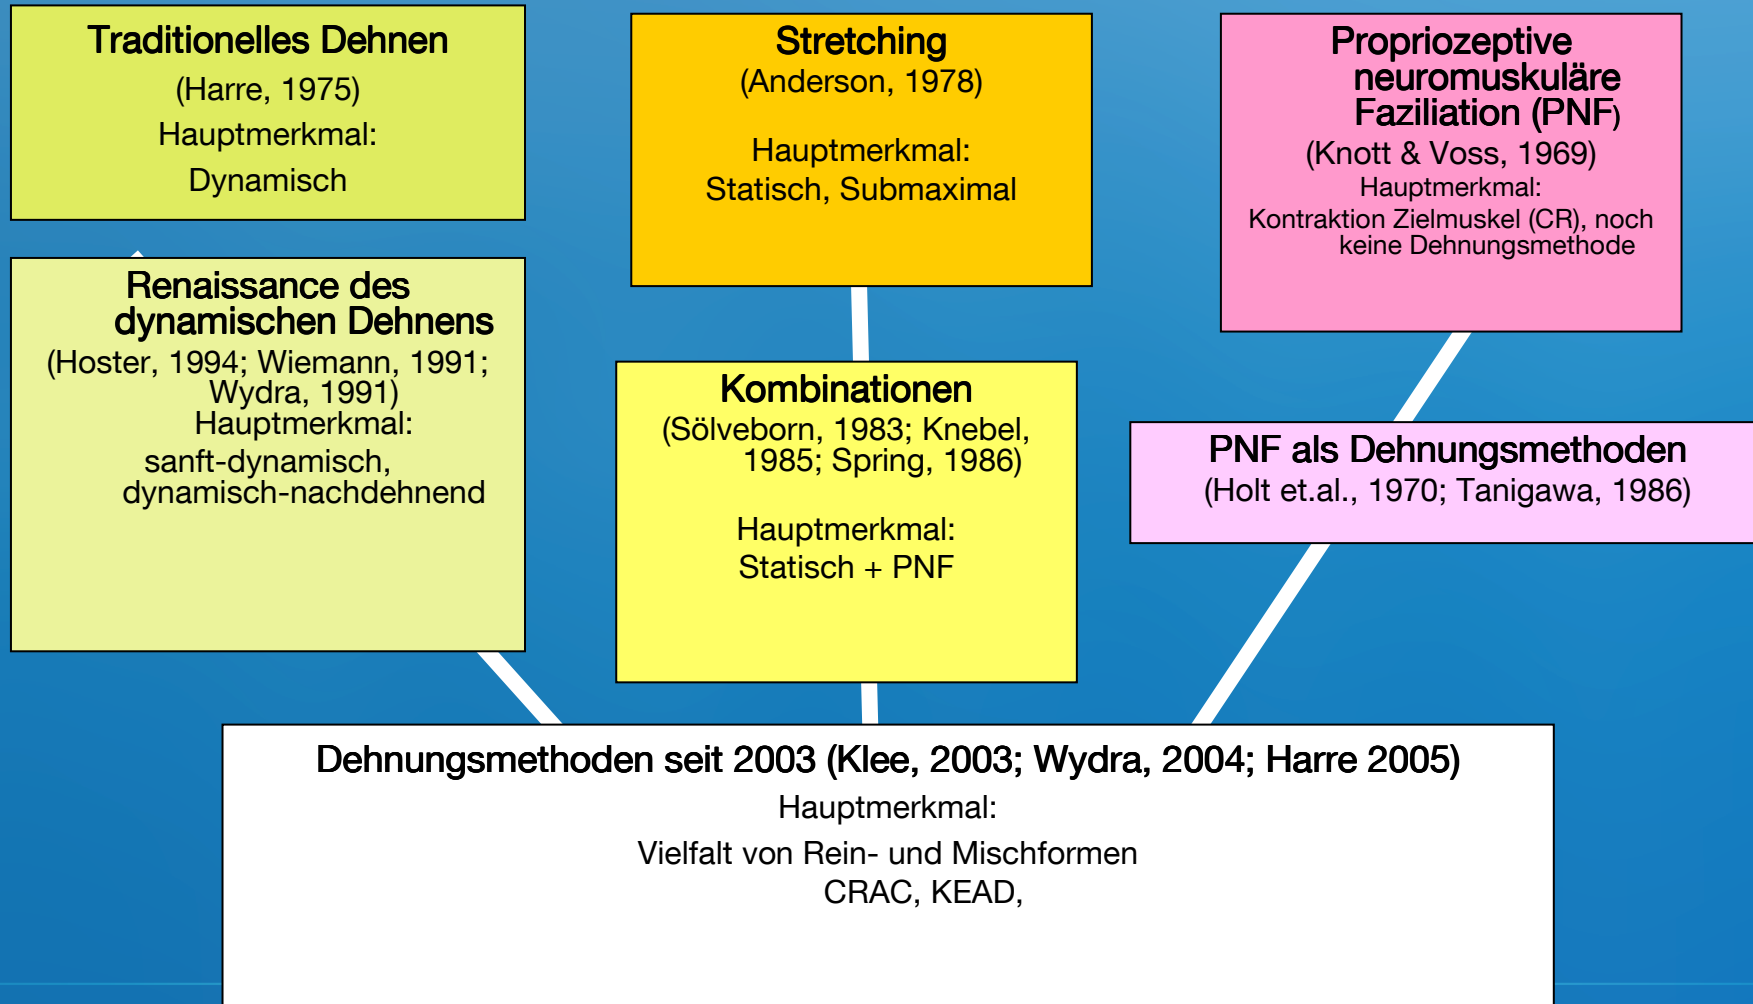 Traditionelles Dehnen
(Harre, 1975)
Hauptmerkmal:
Dynamisch
Stretching
(Anderson, 1978)
Hauptmerkmal:
Statisch, Submaximal
Propriozeptive
neuromuskuläre
Faziliation (PNF)
(Knott & Voss, 1969)
Hauptmerkmal:
Kontraktion Zielmuskel (CR), noch
keine Dehnungsmethode
Renaissance des
dynamischen Dehnens
(Hoster, 1994; Wiemann, 1991;
Wydra, 1991)
Hauptmerkmal:
sanft-dynamisch,
dynamisch-nachdehnend
Kombinationen
(Sölveborn, 1983; Knebel,
1985; Spring, 1986)
Hauptmerkmal:
Statisch + PNF
PNF als Dehnungsmethoden
(Holt et.al., 1970; Tanigawa, 1986)
Dehnungsmethoden seit 2003 (Klee, 2003; Wydra, 2004; Harre 2005)
Hauptmerkmal:
Vielfalt von Rein- und Mischformen
CRAC, KEAD,